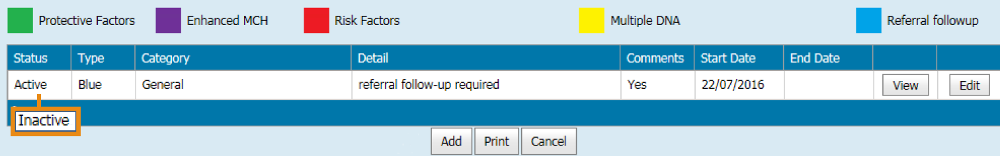 Protective Factors Enhanced MCH Risk Factors Multiple DNA Referral followup
Status Type Category Detail Comments Start Date End Date
Active Blue General referral follow-up required Yes 22/07/2016 View Edit
Inactive
Add Print Cancel